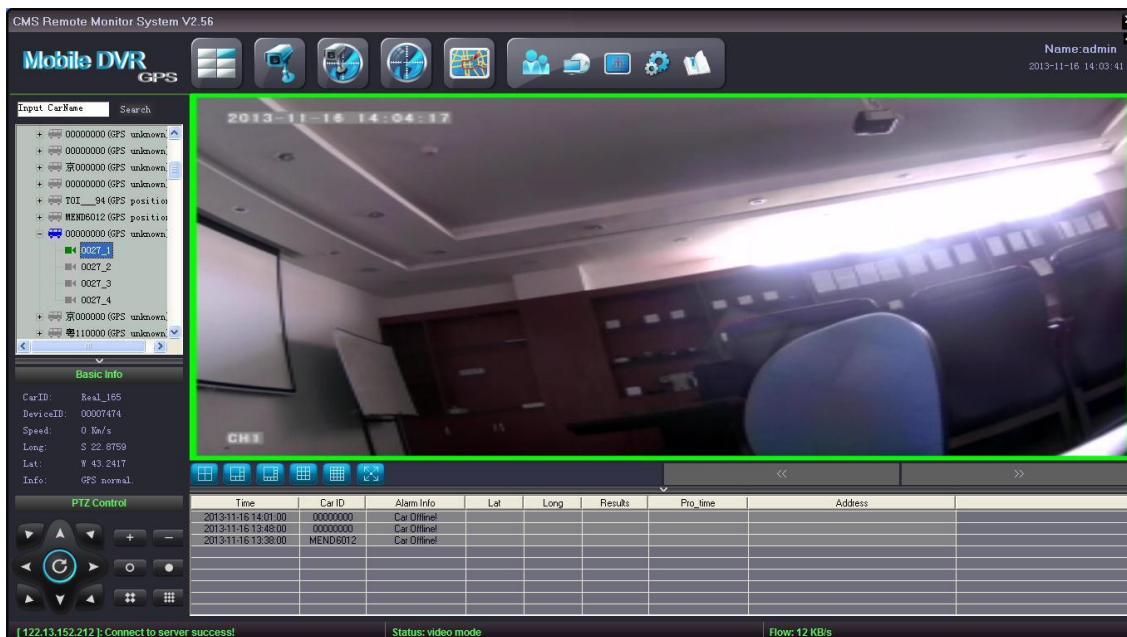 CMS Remote Monitor System V2.56
Mobile DVR
GPS
Name:admin
2013-11-16 14:03:41
Input CarName
Search
00000000(GPS unknown
00000000(GPS unknown
京000000(GPS unknown
00000000(GPS unknown
TOI___94(GPS position
MEND6012(GPS position
00000000(GPS unknown
0027_1
0027_2
0027_3
0027_4
京000000(GPS unknown
粤110000(GPS unknown
Basic Info
CarID: Real_165
DeviceID: 00007474
Speed: 0 Km/s
Long: S 22.8759
Lat: W 43.2417
Info: GPS normal.
PTZ Control
2013-11-16 14:04:17
CH1
<< >>
Time Car ID Alarm Info Lat Long Results Pro_time Address
2013-11-16 14:01:00 00000000 Car Offline!
2013-11-16 13:48:00 00000000 Car Offline!
2013-11-16 13:38:00 MEND6012 Car Offline!
[ 122.13.152.212 ]: Connect to server success!
Status: video mode
Flow: 12 KB/s